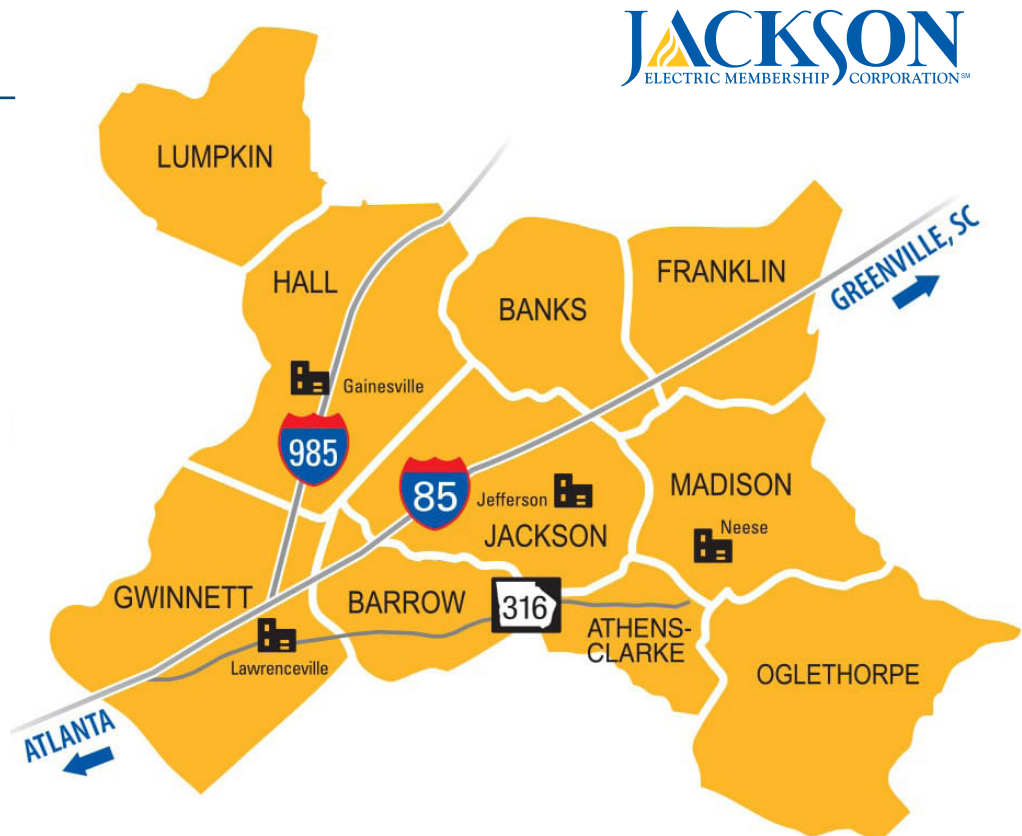 JACKSON
ELECTRIC MEMBERSHIP CORPORATION℠
LUMPKIN
HALL
BANKS
FRANKLIN
GREENVILLE, SC
Gainesville
985
85
Jefferson
JACKSON
MADISON
Neese
GWINNETT
BARROW
316
ATHENS-
CLARKE
Lawrenceville
OGLETHORPE
ATLANTA